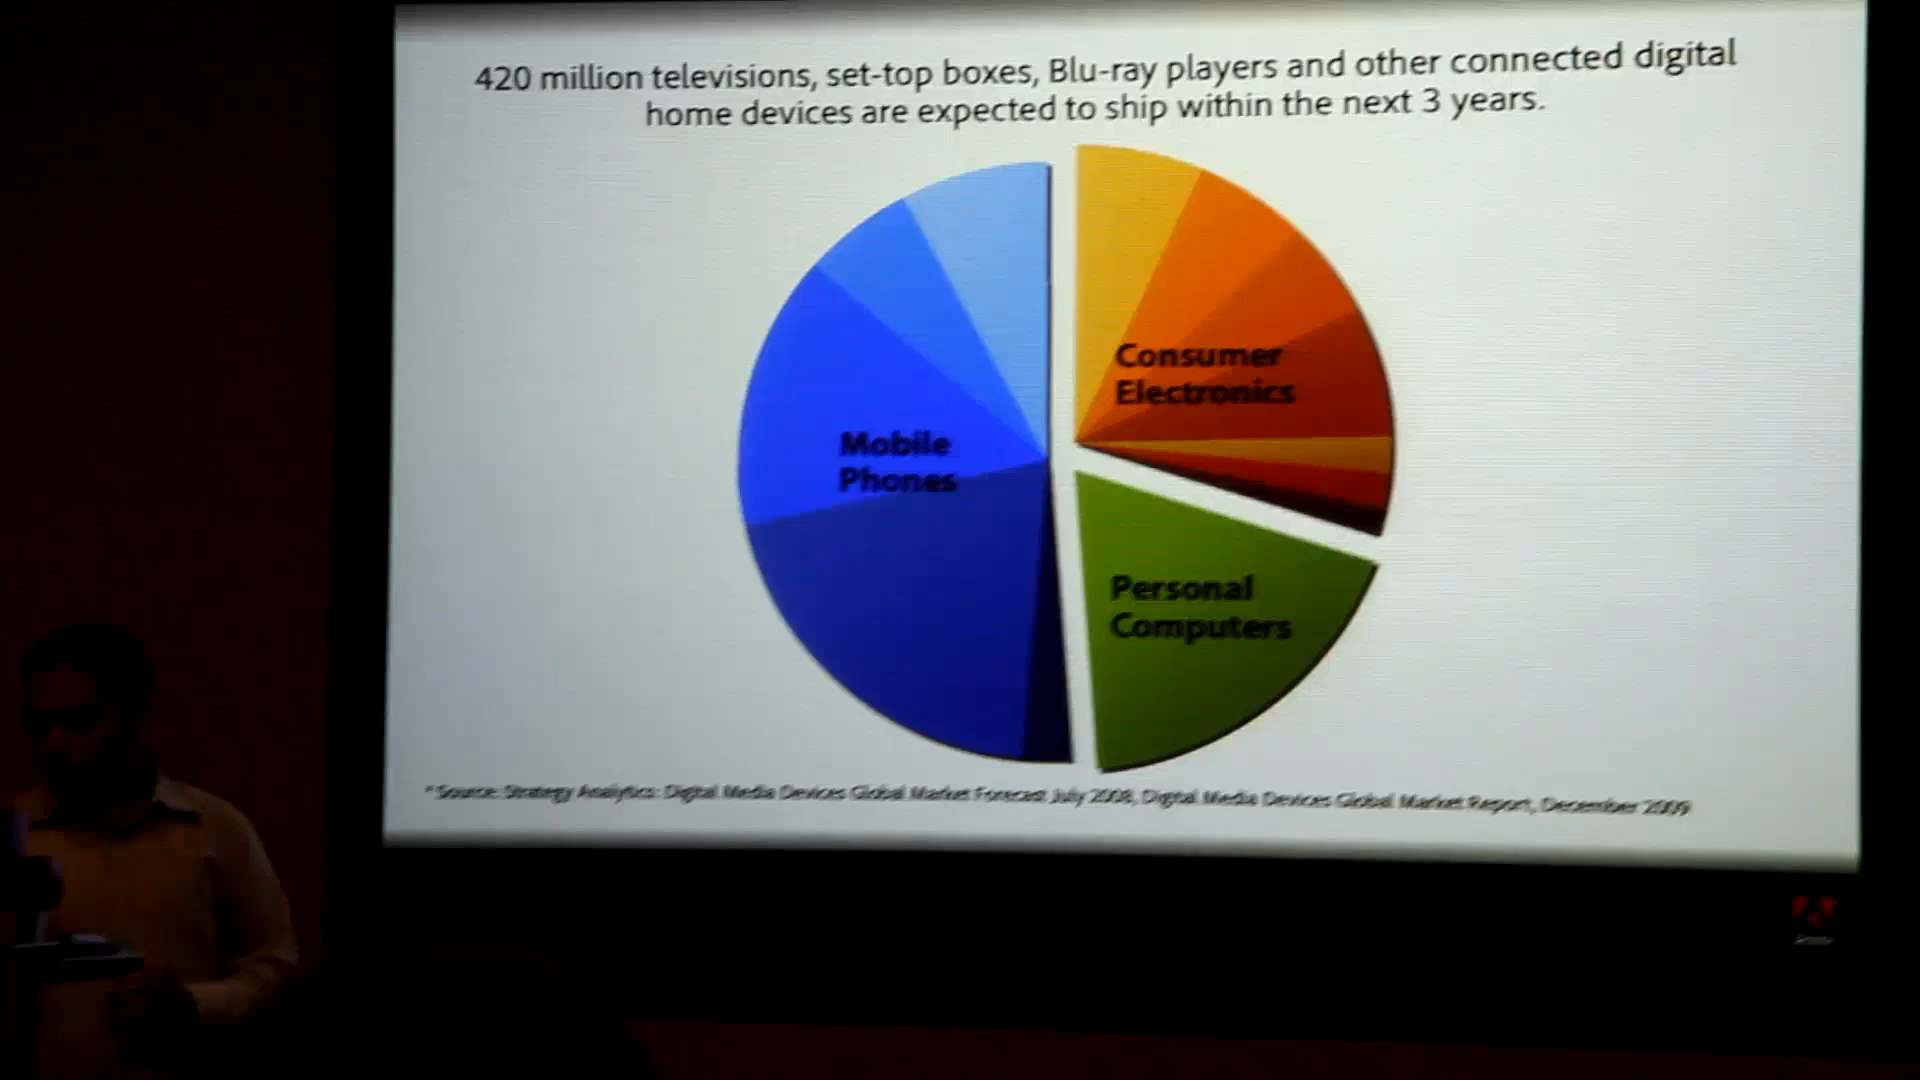 420 million televisions, set-top boxes, Blu-ray players and other connected digital
home devices are expected to ship within the next 3 years.
Consumer
Electronics
Mobile
Phones
Personal
Computers
* Source: Strategy Analytics: Digital Media Devices Global Market Forecast July 2008, Digital Media Devices Global Market Report, December 2009